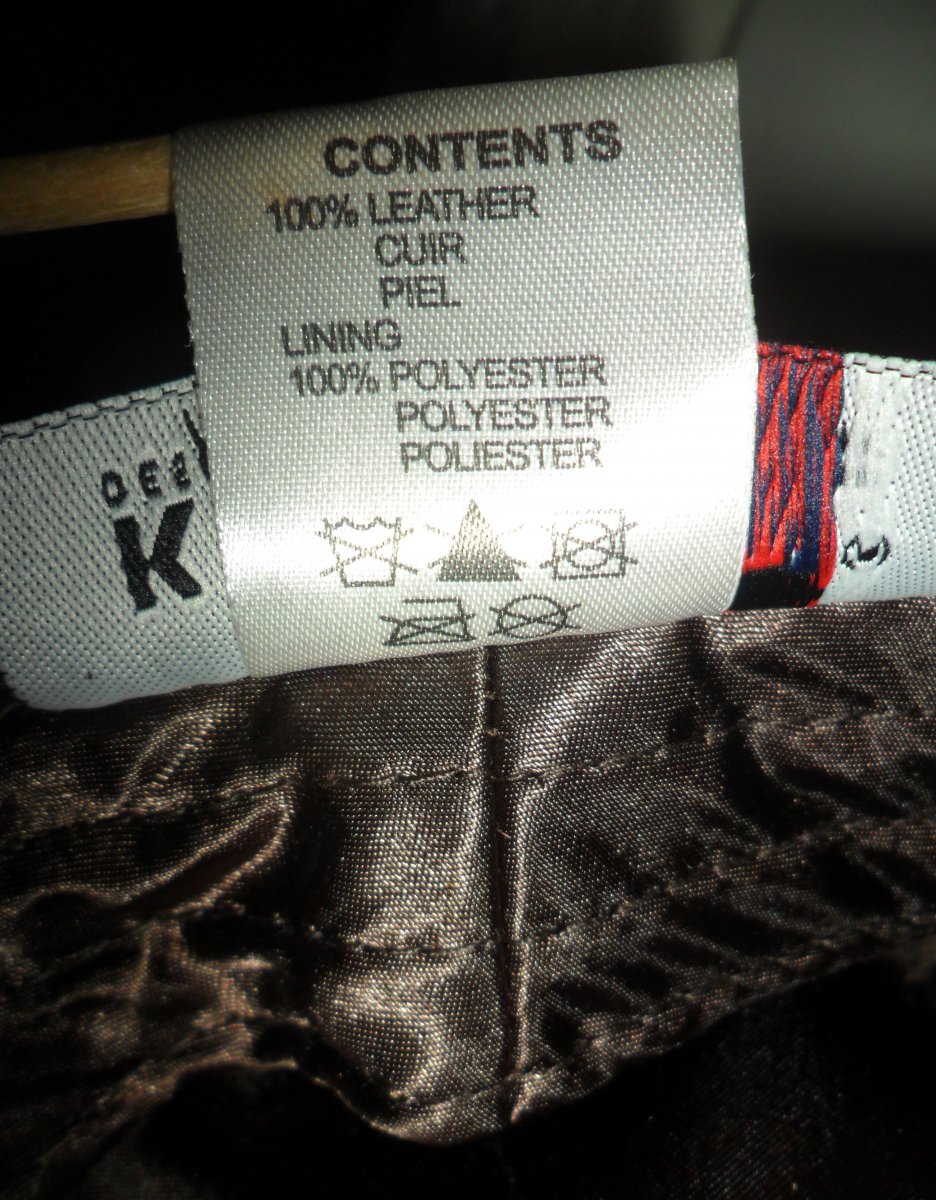 CONTENTS
100% LEATHER
CUIR
PIEL
LINING
100% POLYESTER
POLYESTER
POLIESTER
K